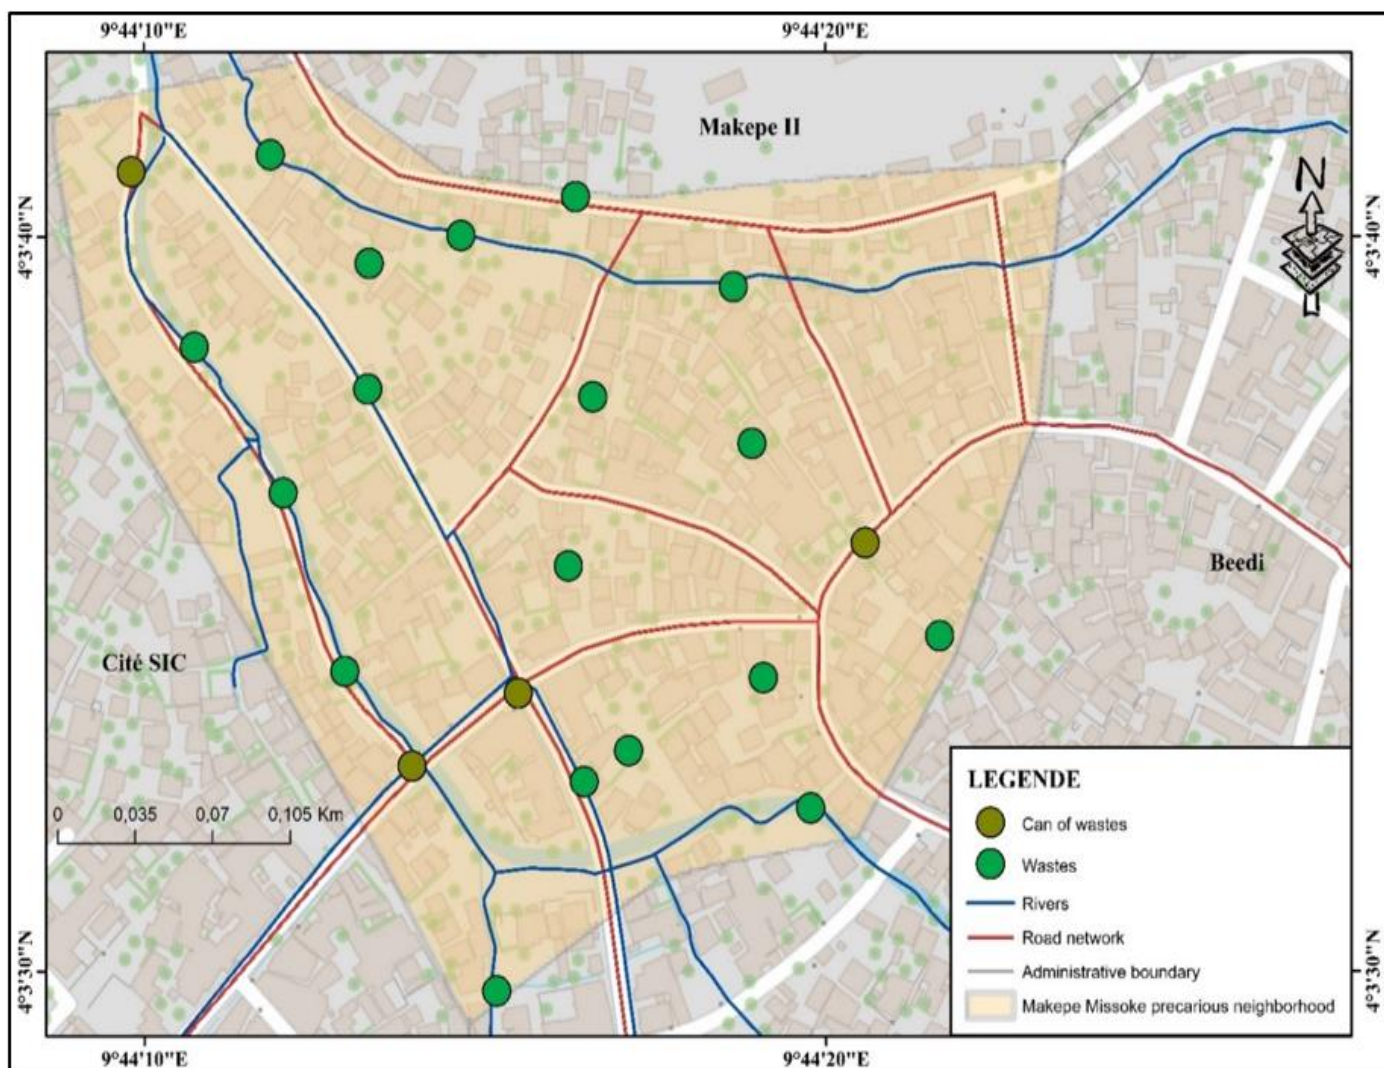 9°44'10"E
9°44'20"E
Makepe II
N
4°3'40"N
4°3'40"N
Beedi
Cité SIC
0 0,035 0,07 0,105 Km
LEGENDE
Can of wastes
Wastes
Rivers
Road network
Administrative boundary
Makepe Missoke precarious neighborhood
4°3'30"N
4°3'30"N
9°44'10"E
9°44'20"E